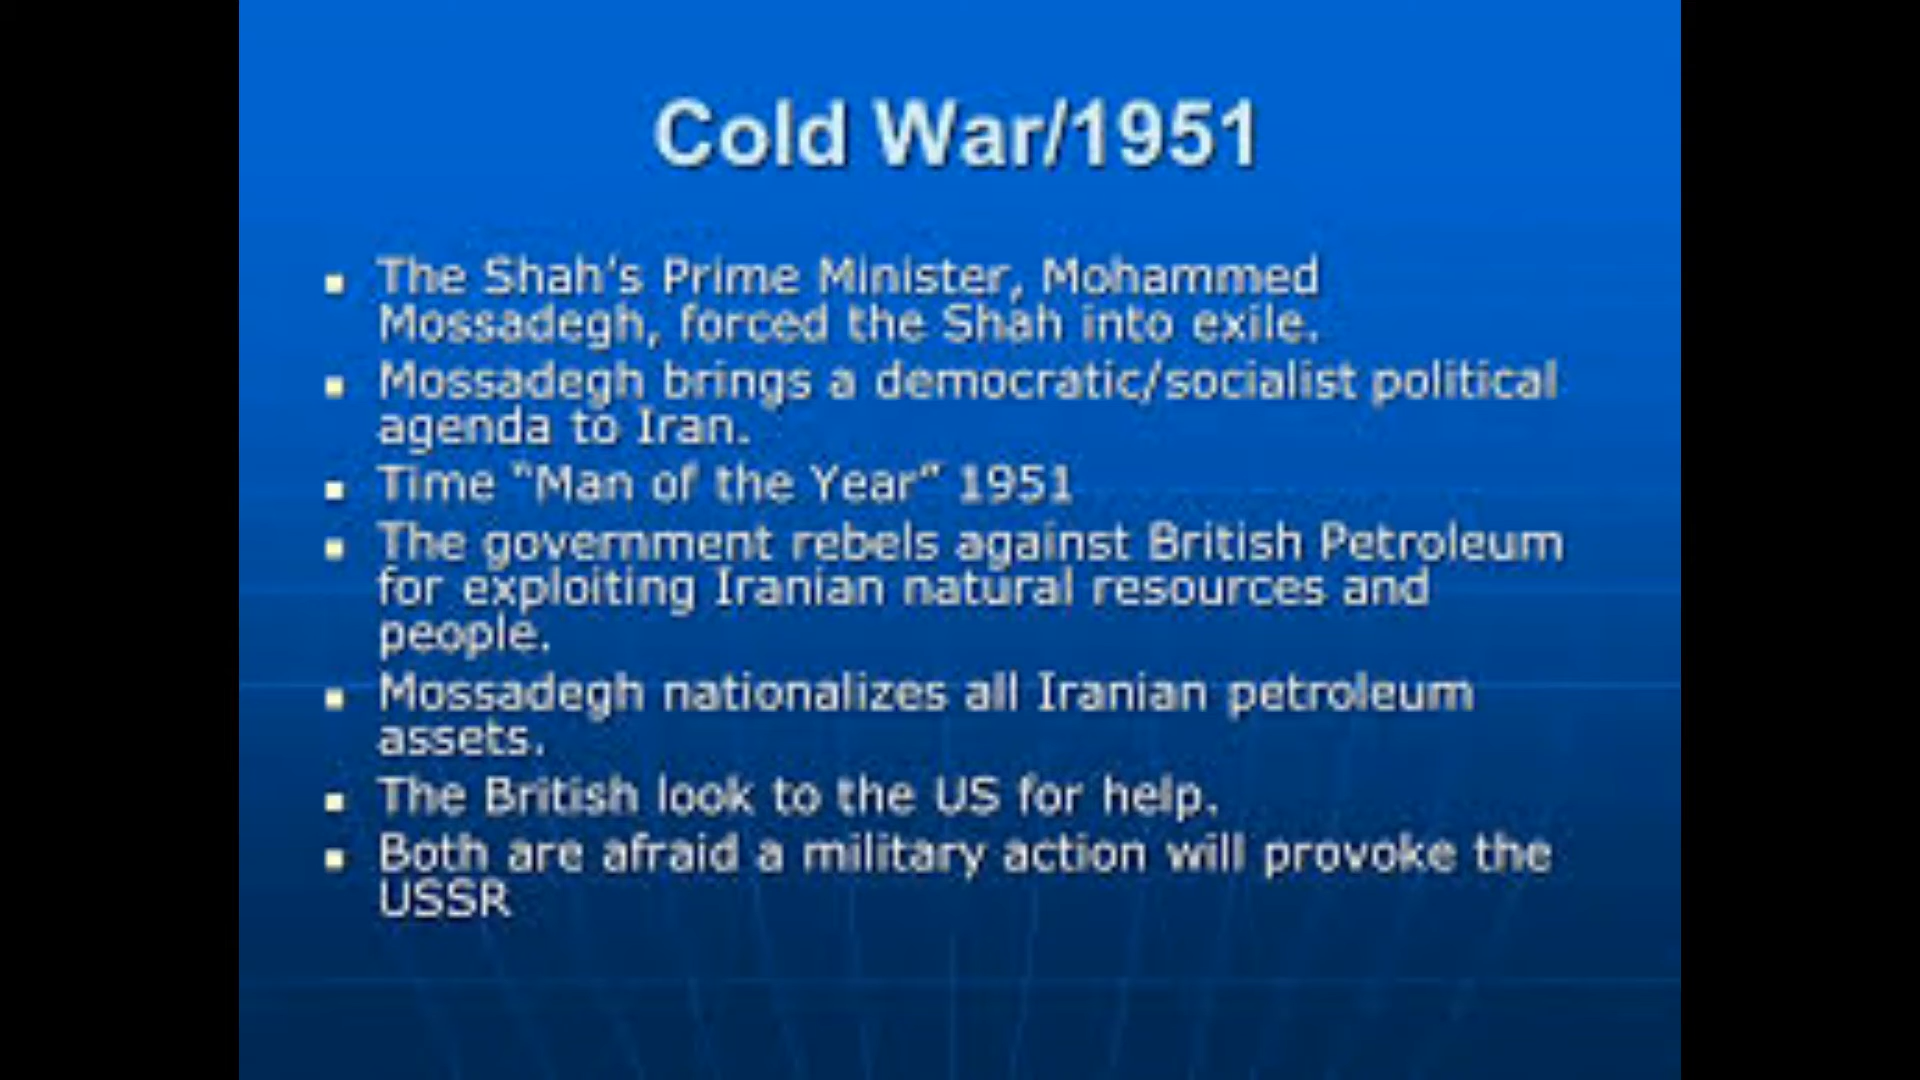 Cold War/1951
▪ The Shah’s Prime Minister, Mohammed
Mossadegh, forced the Shah into exile.
▪ Mossadegh brings a democratic/socialist political
agenda to Iran.
▪ Time “Man of the Year” 1951
▪ The government rebels against British Petroleum
for exploiting Iranian natural resources and
people.
▪ Mossadegh nationalizes all Iranian petroleum
assets.
▪ The British look to the US for help.
▪ Both are afraid a military action will provoke the
USSR